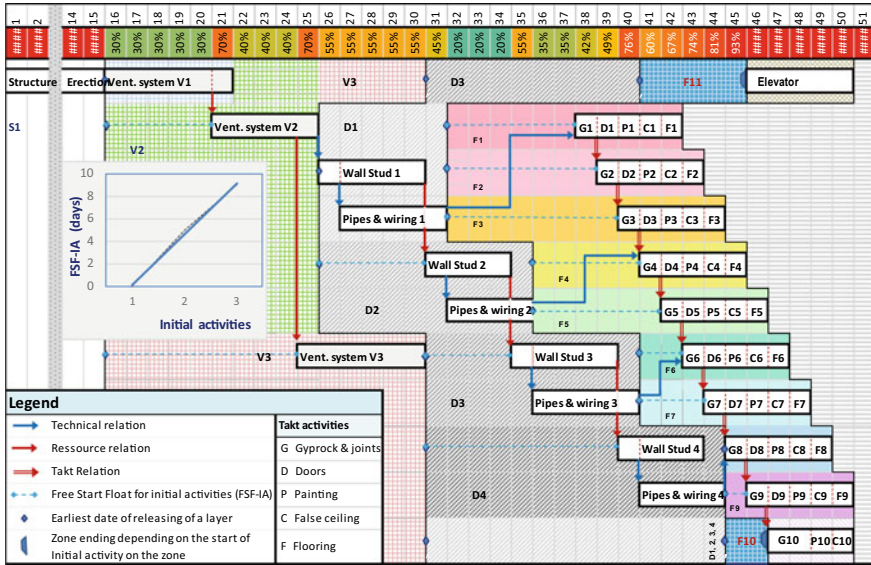 1 2 14 15 16 17 18 19 20 21 22 23 24 25 26 27 28 29 30 31 32 33 34 35 36 37 38 39 40 41 42 43 44 45 46 47 48 49 50 51
#### #### #### #### 30% 30% 30% 30% 30% 70% 40% 40% 40% 70% 55% 55% 55% 55% 55% 45% 20% 20% 20% 55% 35% 35% 42% 49% 76% 60% 67% 74% 81% 93% #### #### #### #### #### ####
Structure Erection Vent. system V1 V3 D3 F11 Elevator
S1 Vent. system V2 D1 F1 G1 D1 P1 C1 F1
V2
Wall Stud 1 F2 G2 D2 P2 C2 F2
Pipes & wiring 1 F3 G3 D3 P3 C3 F3
Wall Stud 2 F4 G4 D4 P4 C4 F4
D2 Pipes & wiring 2 F5 G5 D5 P5 C5 F5
FSF-IA (days)
10
8
6
4
2
0
1 2 3
Initial activities
V3 Vent. system V3 Wall Stud 3 F6 G6 D6 P6 C6 F6
D3 Pipes & wiring 3 F7 G7 D7 P7 C7 F7
Wall Stud 4 G8 D8 P8 C8 F8
D4 Pipes & wiring 4 F9 G9 D9 P9 C9 F9
D1, 2, 3, 4 F10 G10 P10 C10
Legend
Technical relation
Ressource relation
Takt Relation
Free Start Float for initial activities (FSF-IA)
Earliest date of releasing of a layer
Zone ending depending on the start of
Initial activity on the zone
Takt activities
G Gyprock & joints
D Doors
P Painting
C False ceiling
F Flooring